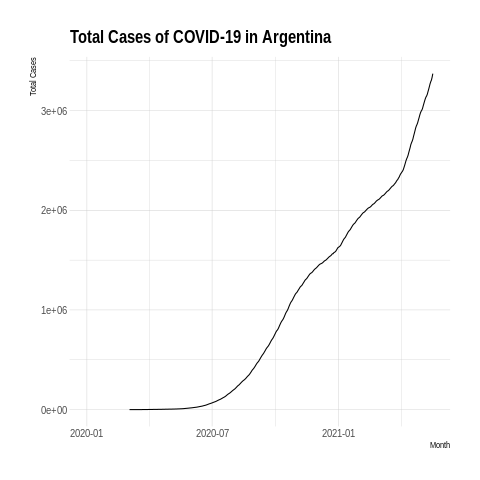 Total Cases of COVID-19 in Argentina
Total Cases
3e+06
2e+06
1e+06
0e+00
2020-01 2020-07 2021-01
Month